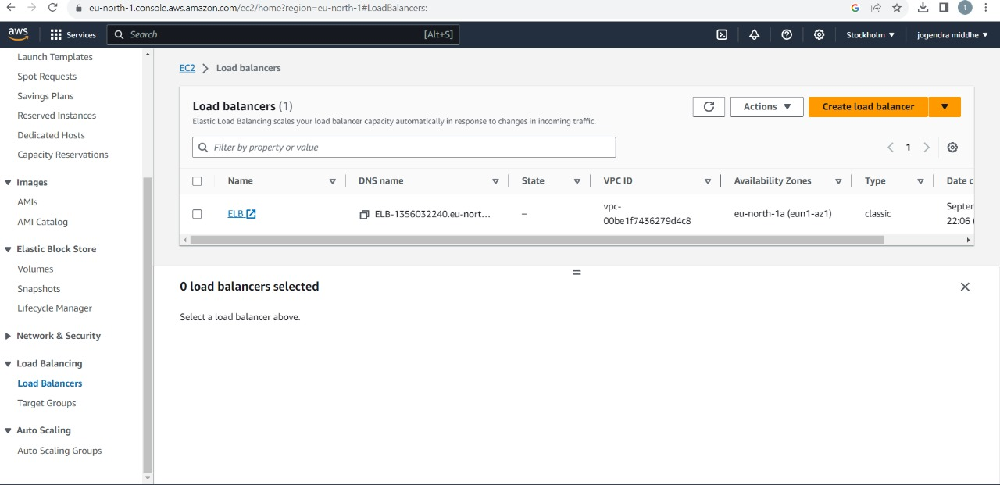 eu-north-1.console.aws.amazon.com/ec2/home?region=eu-north-1#LoadBalancers:
aws Services Search [Alt+S] Stockholm jogendra middhe
Launch Templates
Spot Requests
Savings Plans
Reserved Instances
Dedicated Hosts
Capacity Reservations
Images
AMIs
AMI Catalog
Elastic Block Store
Volumes
Snapshots
Lifecycle Manager
Network & Security
Load Balancing
Load Balancers
Target Groups
Auto Scaling
Auto Scaling Groups
EC2 Load balancers
Load balancers (1)
Actions Create load balancer
Elastic Load Balancing scales your load balancer capacity automatically in response to changes in incoming traffic.
Filter by property or value
1
Name DNS name State VPC ID Availability Zones Type Date c
ELB ELB-1356032240.eu-nort... – vpc-
00be1f7436279d4c8 eu-north-1a (eun1-az1) classic Septer
22:06 (
0 load balancers selected
Select a load balancer above.